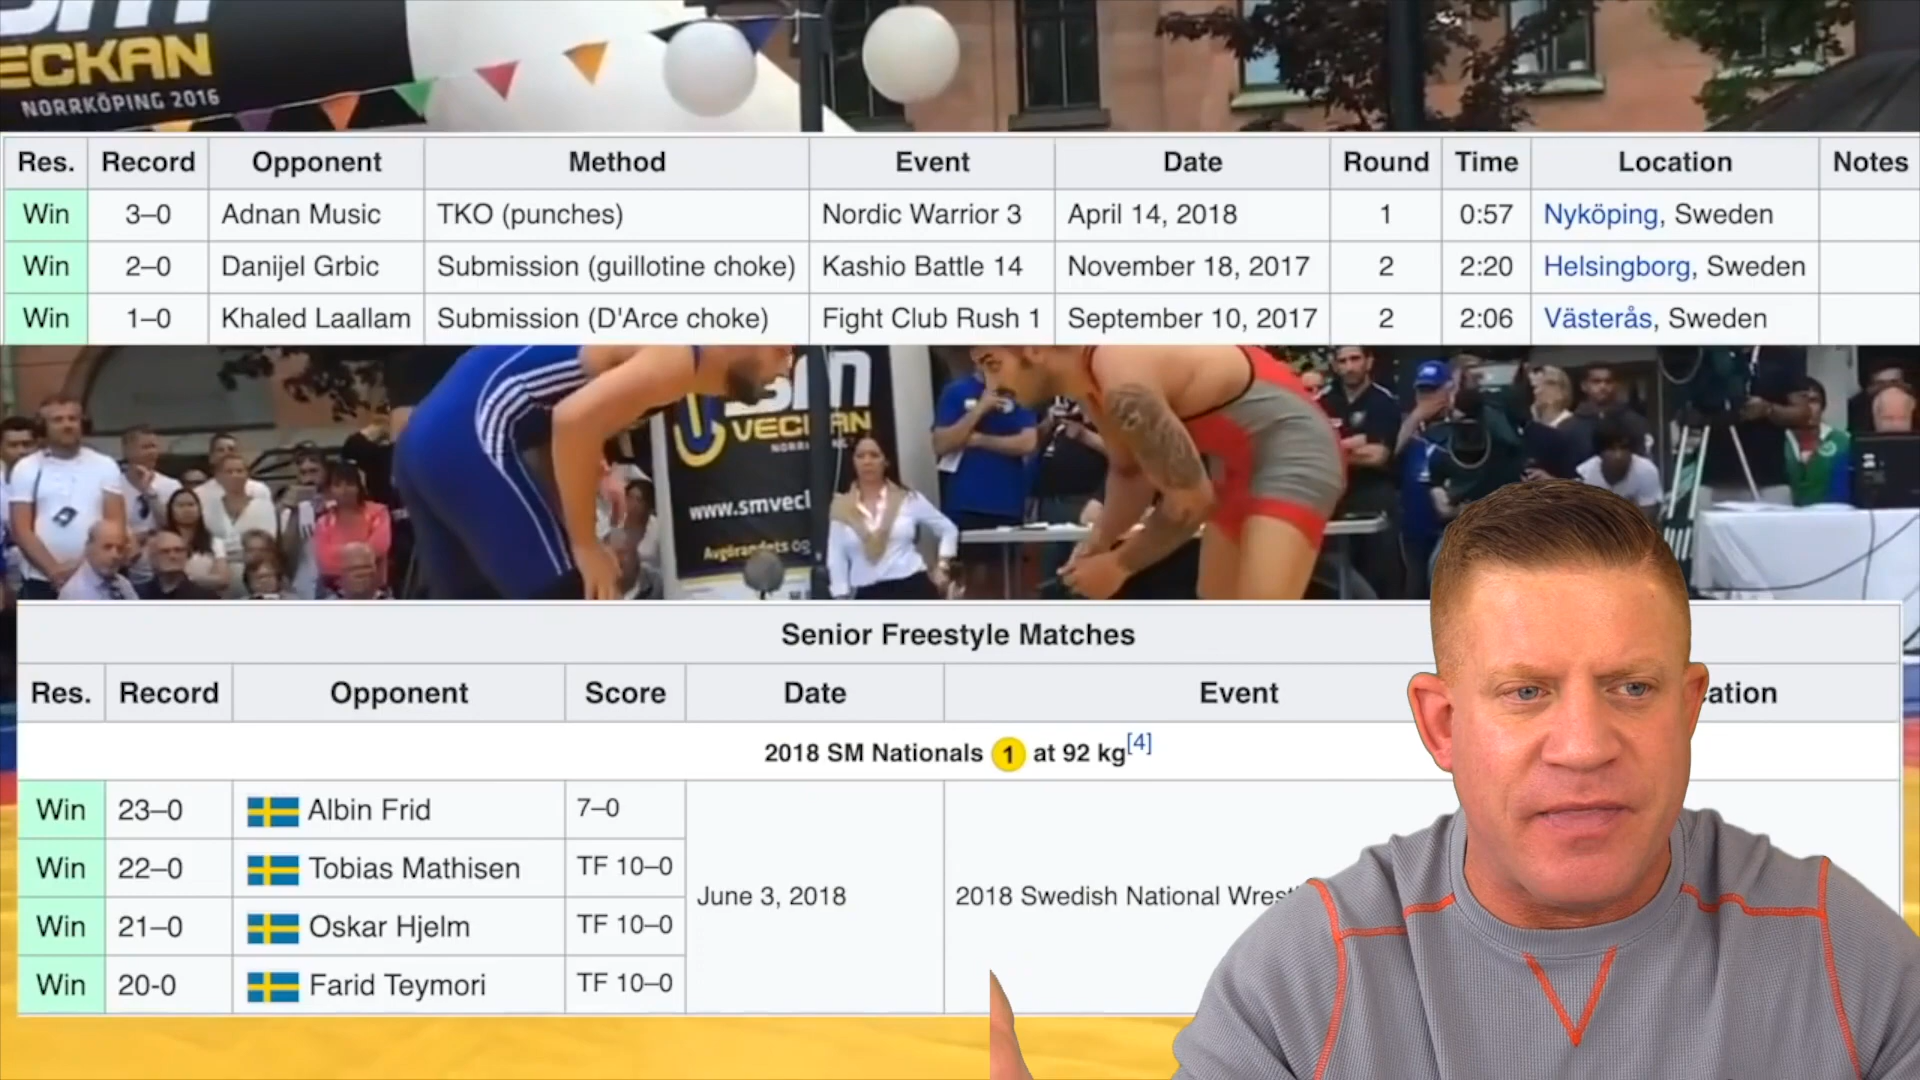 ECKAN
NORRKÖPING 2016
Res. Record Opponent Method Event Date Round Time Location Notes
Win 3–0 Adnan Music TKO (punches) Nordic Warrior 3 April 14, 2018 1 0:57 Nyköping, Sweden
Win 2–0 Danijel Grbic Submission (guillotine choke) Kashio Battle 14 November 18, 2017 2 2:20 Helsingborg, Sweden
Win 1–0 Khaled Laallam Submission (D'Arce choke) Fight Club Rush 1 September 10, 2017 2 2:06 Västerås, Sweden
www.smvec
Senior Freestyle Matches
Res. Record Opponent Score Date Event ation
2018 SM Nationals 1 at 92 kg[4]
Win 23–0 Albin Frid 7–0
Win 22–0 Tobias Mathisen TF 10–0
June 3, 2018 2018 Swedish National Wrest
Win 21–0 Oskar Hjelm TF 10–0
Win 20-0 Farid Teymori TF 10–0